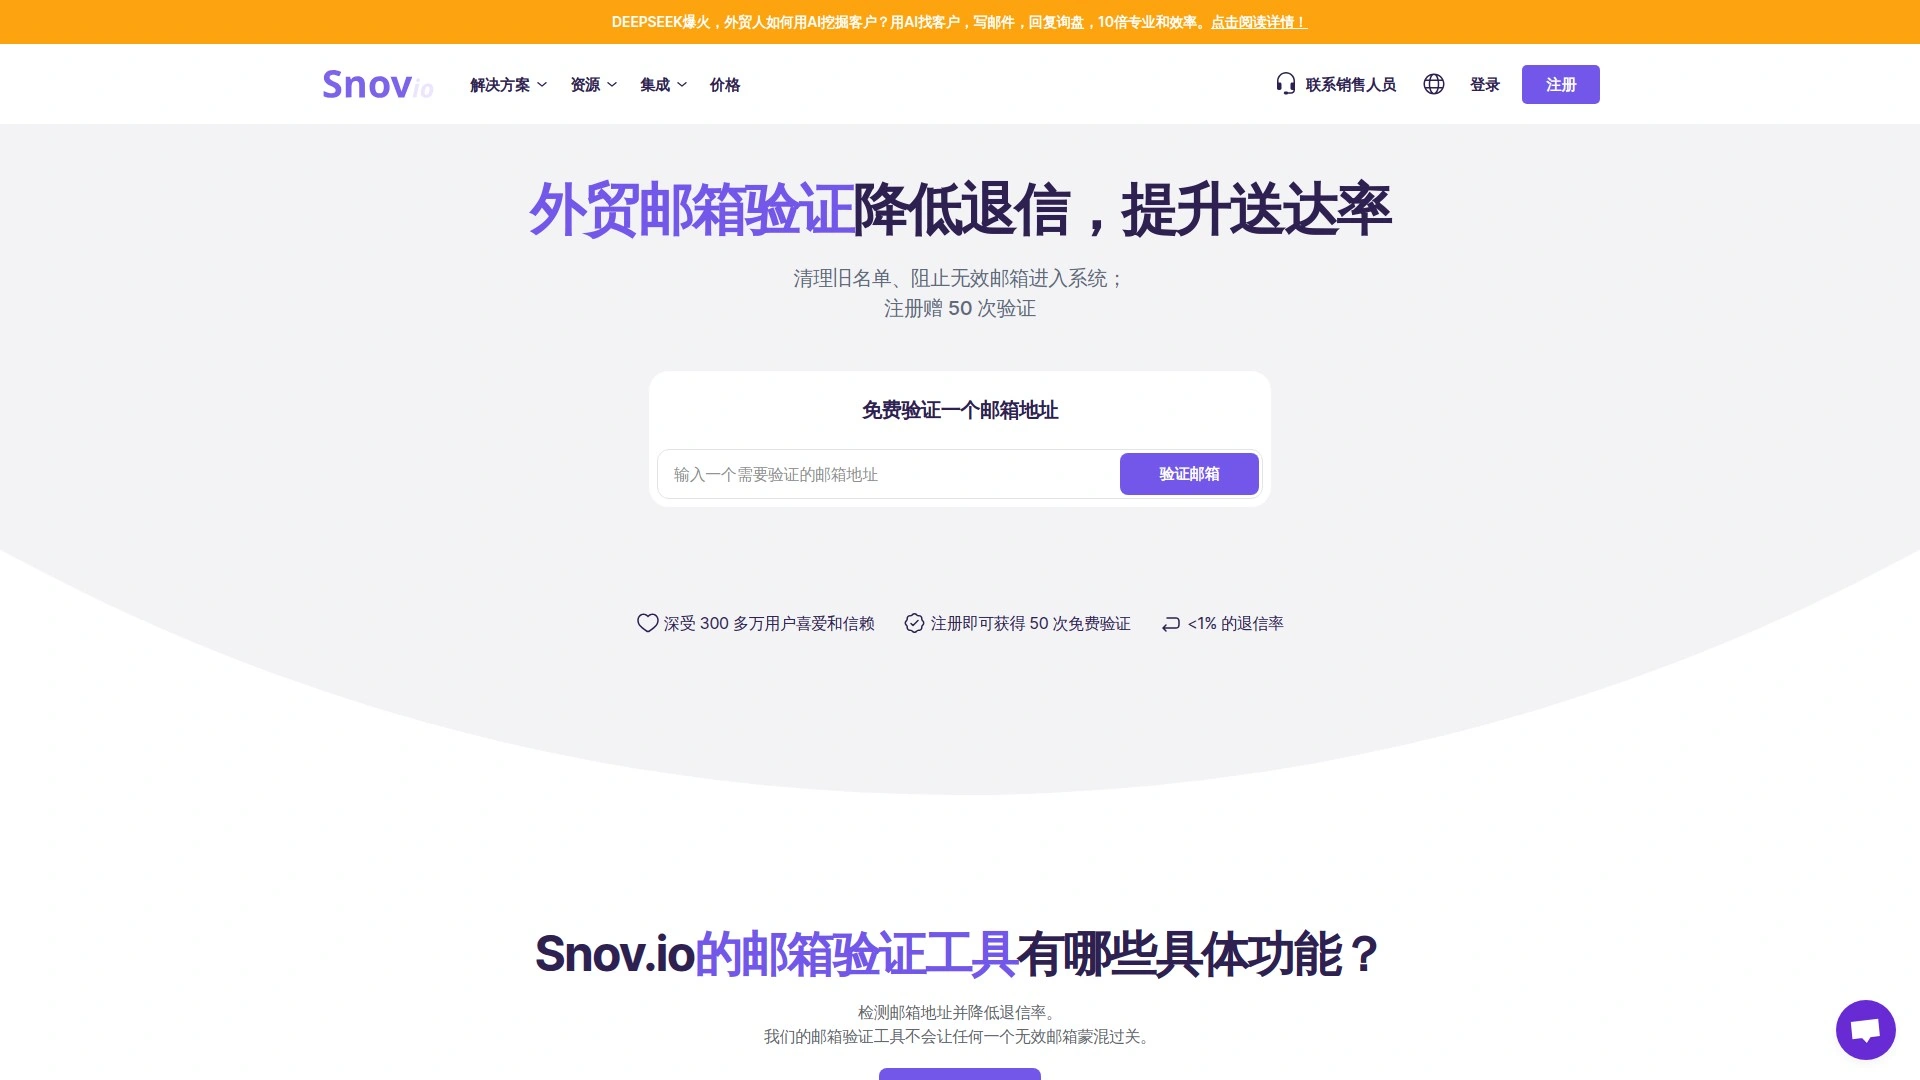 DEEPSEEK爆火，外贸人如何用AI挖掘客户？用AI找客户，写邮件，回复询盘，10倍专业和效率。点击阅读详情！
Snovio
解决方案
资源
集成
价格
联系销售人员
登录
注册
外贸邮箱验证降低退信，提升送达率
清理旧名单、阻止无效邮箱进入系统；
注册赠 50 次验证
免费验证一个邮箱地址
输入一个需要验证的邮箱地址
验证邮箱
深受 300 多万用户喜爱和信赖
注册即可获得 50 次免费验证
<1% 的退信率
Snov.io的邮箱验证工具有哪些具体功能？
检测邮箱地址并降低退信率。
我们的邮箱验证工具不会让任何一个无效邮箱蒙混过关。